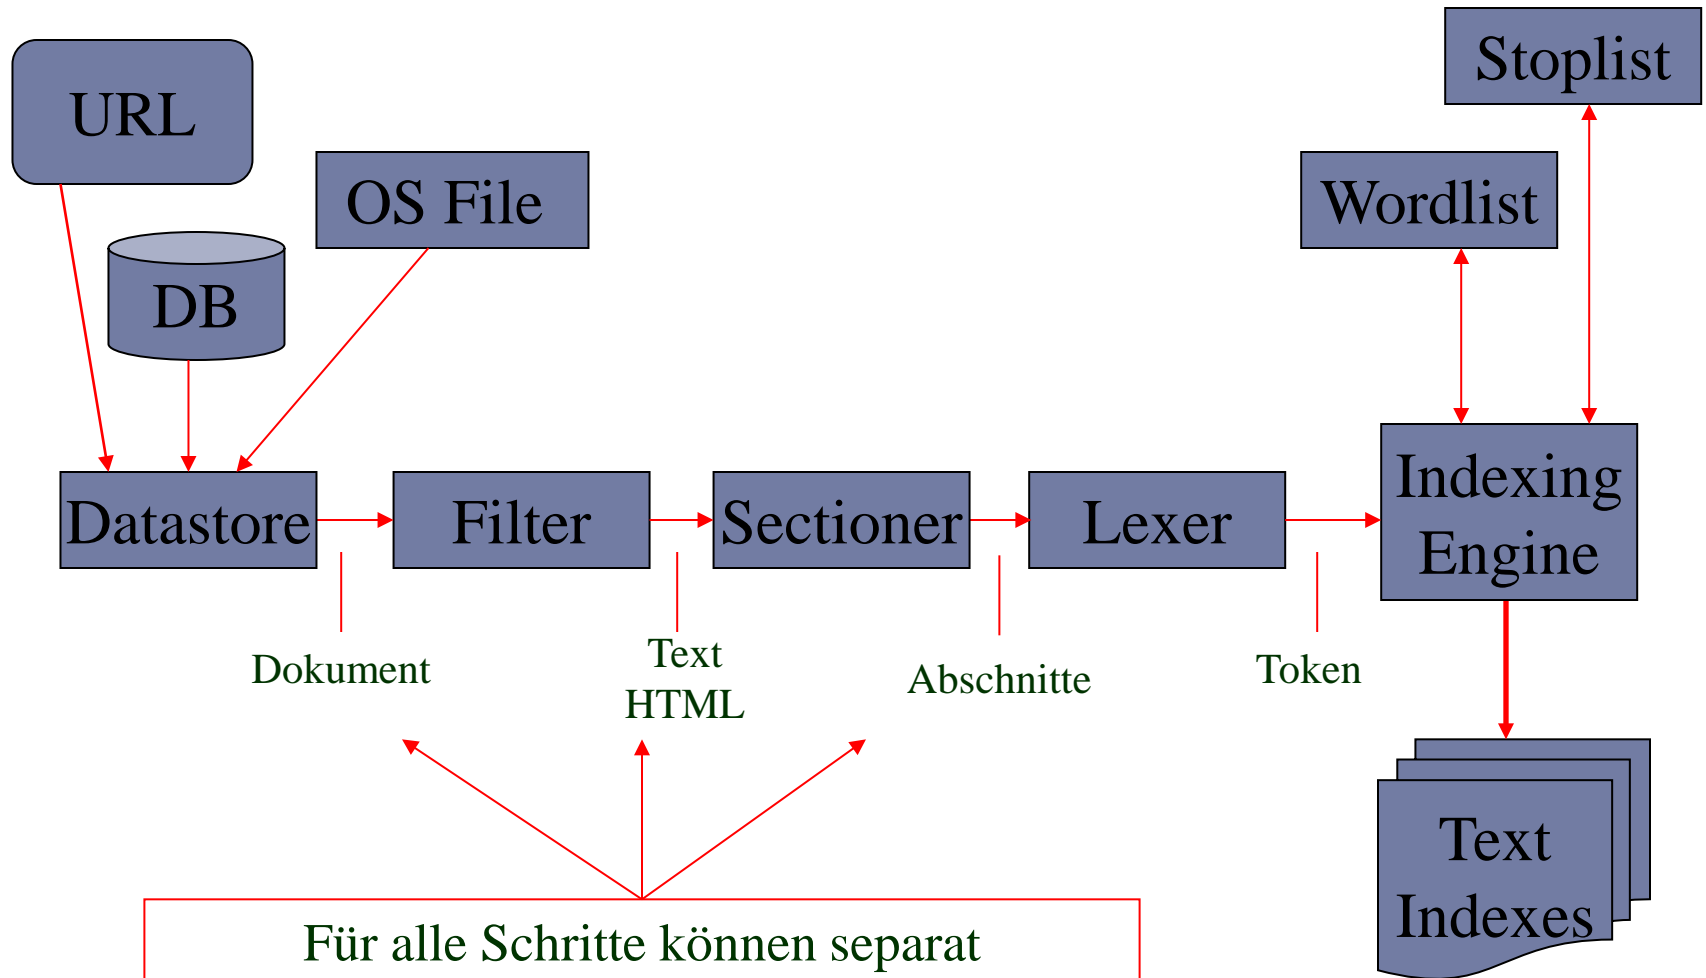 Stoplist
URL
OS File
Wordlist
DB
Datastore
Filter
Sectioner
Lexer
Indexing
Engine
Dokument
Text
HTML
Abschnitte
Token
Text
Indexes
Für alle Schritte können separat